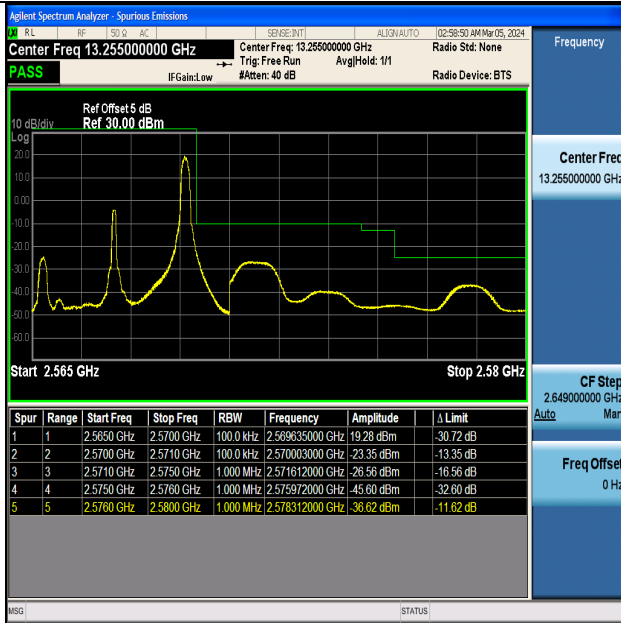 Agilent Spectrum Analyzer - Spurious Emissions
RL RF 50 Ω AC SENSE:INT ALIGN AUTO 02:58:50 AM Mar 05, 2024
Center Freq 13.255000000 GHz
Center Freq: 13.255000000 GHz
Radio Std: None
Trig: Free Run Avg|Hold: 1/1
PASS
IFGain:Low
#Atten: 40 dB
Radio Device: BTS
Ref Offset 5 dB
10 dB/div Ref 30.00 dBm
Log
20.0
10.0
0.00
-10.0
-20.0
-30.0
-40.0
-50.0
-60.0
Start 2.565 GHz Stop 2.58 GHz
Spur Range Start Freq Stop Freq RBW Frequency Amplitude Δ Limit
1 1 2.5650 GHz 2.5700 GHz 100.0 kHz 2.569635000 GHz 19.28 dBm -30.72 dB
2 2 2.5700 GHz 2.5710 GHz 100.0 kHz 2.570003000 GHz -23.35 dBm -13.35 dB
3 3 2.5710 GHz 2.5750 GHz 1.000 MHz 2.571612000 GHz -26.56 dBm -16.56 dB
4 4 2.5750 GHz 2.5760 GHz 1.000 MHz 2.575972000 GHz -45.60 dBm -32.60 dB
5 5 2.5760 GHz 2.5800 GHz 1.000 MHz 2.578312000 GHz -36.62 dBm -11.62 dB
MSG STATUS
Frequency
Center Freq
13.255000000 GHz
CF Step
2.649000000 GHz
Auto Man
Freq Offset
0 Hz